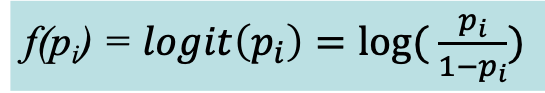 f(pᵢ) = logit(pᵢ) = log(pᵢ/1−pᵢ)